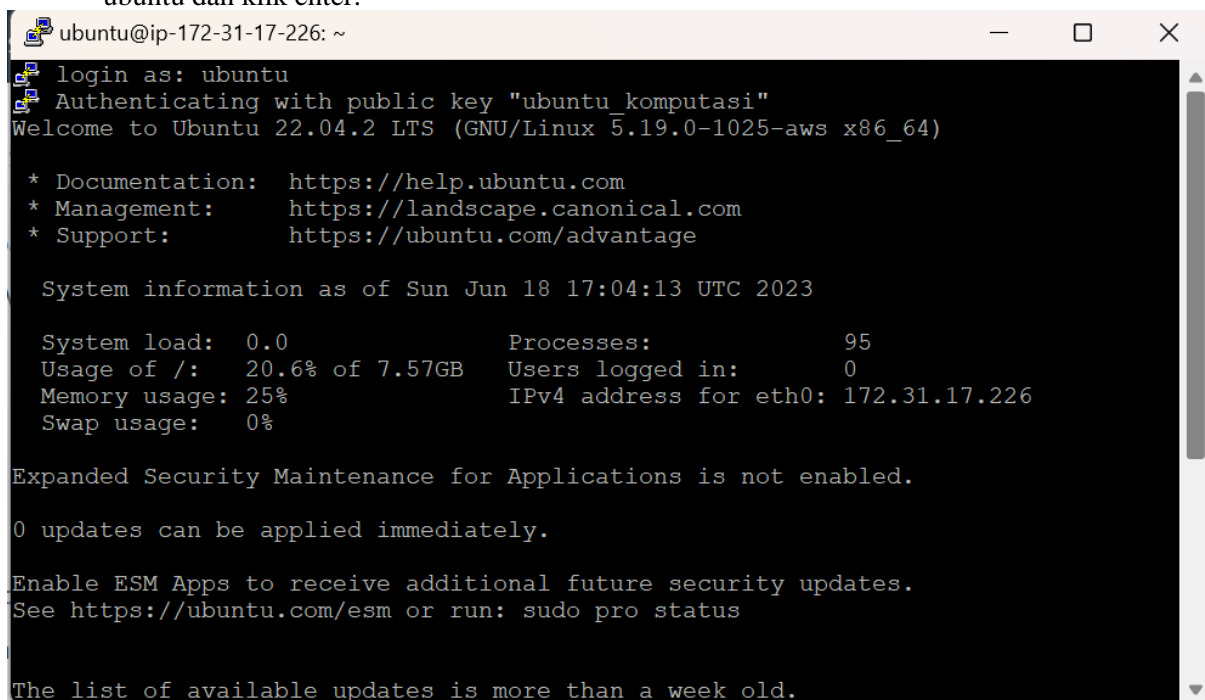 ubuntu dan klik enter.
ubuntu@ip-172-31-17-226: ~
login as: ubuntu
Authenticating with public key "ubuntu_komputasi"
Welcome to Ubuntu 22.04.2 LTS (GNU/Linux 5.19.0-1025-aws x86_64)
* Documentation:  https://help.ubuntu.com
* Management:     https://landscape.canonical.com
* Support:        https://ubuntu.com/advantage
System information as of Sun Jun 18 17:04:13 UTC 2023
System load:  0.0               Processes:             95
Usage of /:   20.6% of 7.57GB   Users logged in:       0
Memory usage: 25%               IPv4 address for eth0: 172.31.17.226
Swap usage:   0%
Expanded Security Maintenance for Applications is not enabled.
0 updates can be applied immediately.
Enable ESM Apps to receive additional future security updates.
See https://ubuntu.com/esm or run: sudo pro status
The list of available updates is more than a week old.